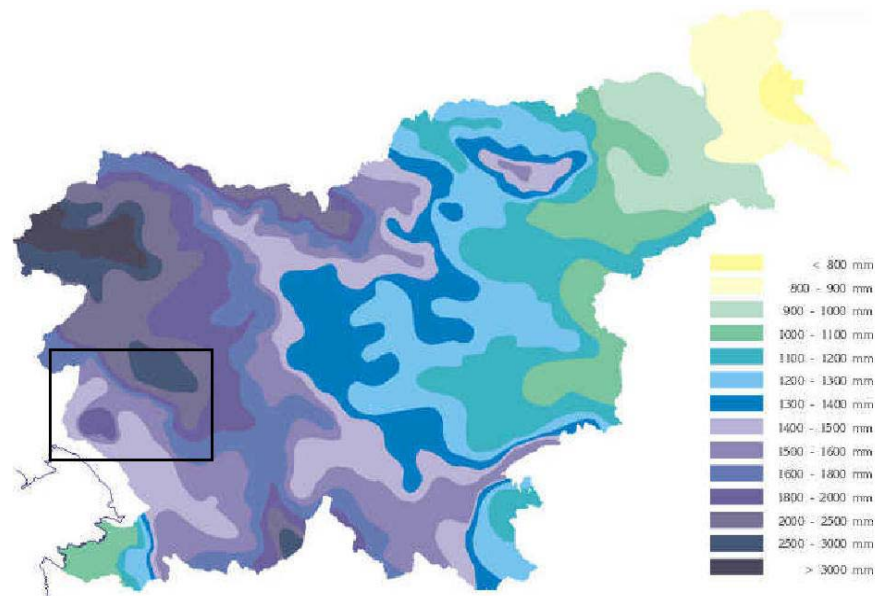 < 800 mm
800 - 900 mm
900 - 1000 mm
1000 - 1100 mm
1100 - 1200 mm
1200 - 1300 mm
1300 - 1400 mm
1400 - 1500 mm
1500 - 1600 mm
1600 - 1800 mm
1800 - 2000 mm
2000 - 2500 mm
2500 - 3000 mm
> 3000 mm